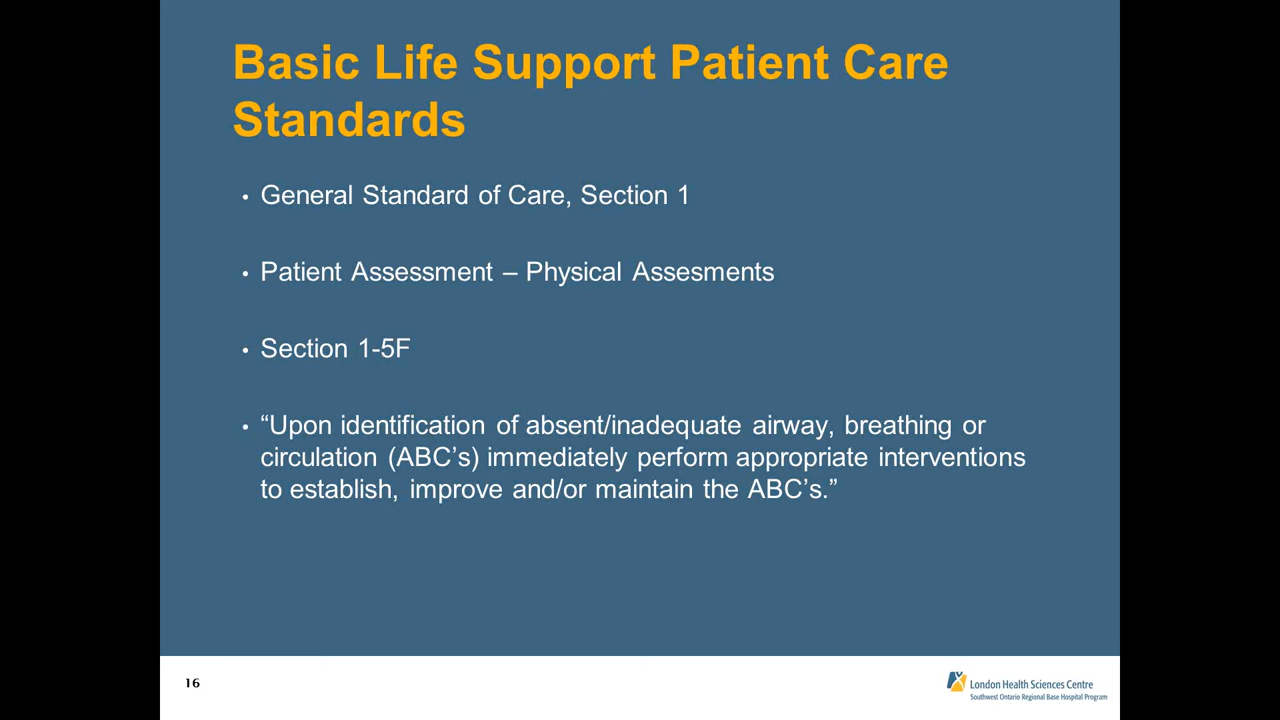 Basic Life Support Patient Care
Standards
• General Standard of Care, Section 1
• Patient Assessment – Physical Assesments
• Section 1-5F
• “Upon identification of absent/inadequate airway, breathing or
circulation (ABC’s) immediately perform appropriate interventions
to establish, improve and/or maintain the ABC’s.”
16
London Health Sciences Centre
Southwest Ontario Regional Base Hospital Program